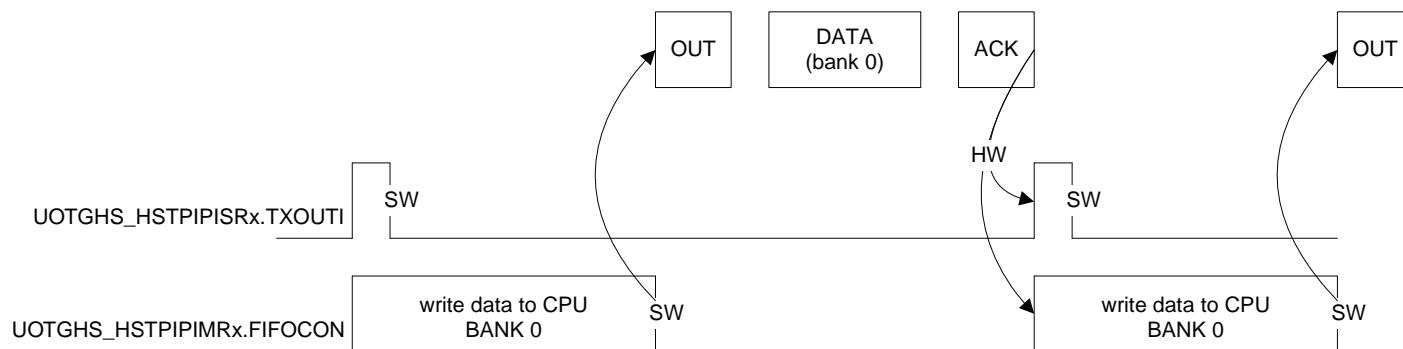 OUT
DATA
(bank 0)
ACK
OUT
HW
SW
SW
UOTGHS_HSTPIPISRx.TXOUTI
write data to CPU
BANK 0
SW
write data to CPU
BANK 0
SW
UOTGHS_HSTPIPIMRx.FIFOCON